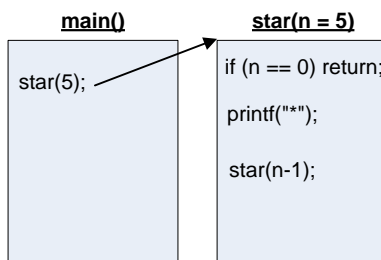 main()
star(5);
star(n = 5)
if (n == 0) return;
printf("*");
star(n-1);